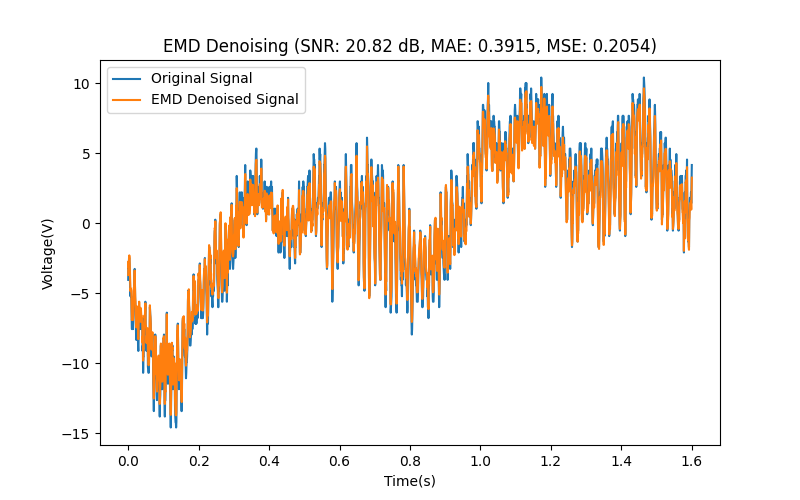 EMD Denoising (SNR: 20.82 dB, MAE: 0.3915, MSE: 0.2054)
Original Signal
EMD Denoised Signal
10
5
0
−5
−10
−15
Voltage(V)
0.0 0.2 0.4 0.6 0.8 1.0 1.2 1.4 1.6
Time(s)